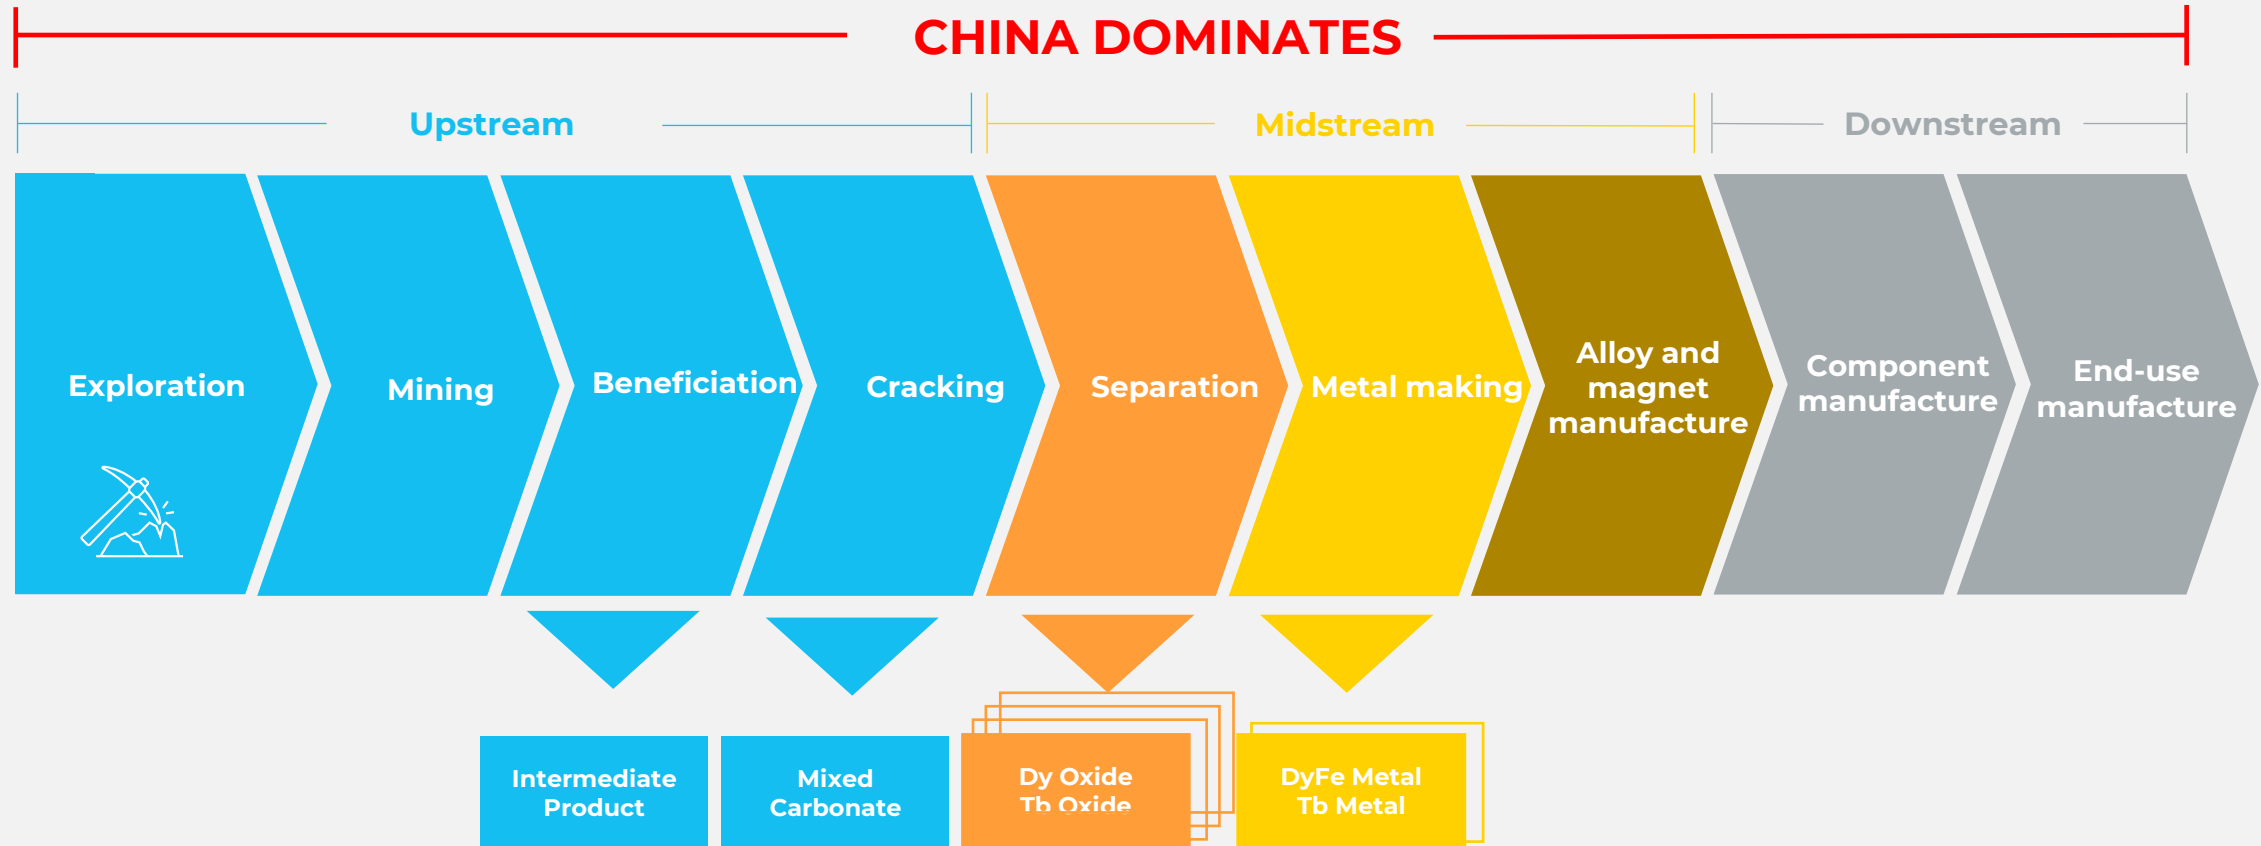 CHINA DOMINATES
Upstream
Midstream
Downstream
Exploration
Mining
Beneficiation
Cracking
Separation
Metal making
Alloy and
magnet
manufacture
Component
manufacture
End-use
manufacture
Intermediate
Product
Mixed
Carbonate
Dy Oxide
Tb Oxide
DyFe Metal
Tb Metal